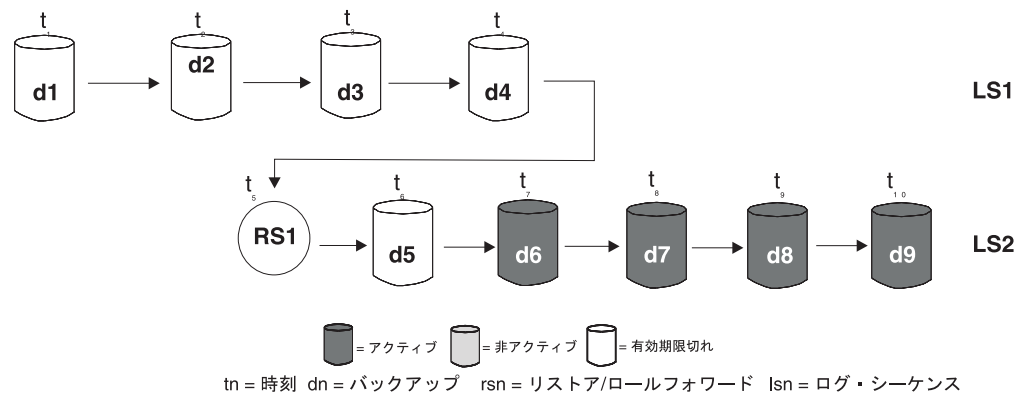 t1 t2 t3 t4
d1 d2 d3 d4 LS1
t5 t6 t7 t8 t9 t10
RS1 d5 d6 d7 d8 d9 LS2
= アクティブ = 非アクティブ = 有効期限切れ
tn = 時刻 dn = バックアップ rsn = リストア/ロールフォワード lsn = ログ・シーケンス